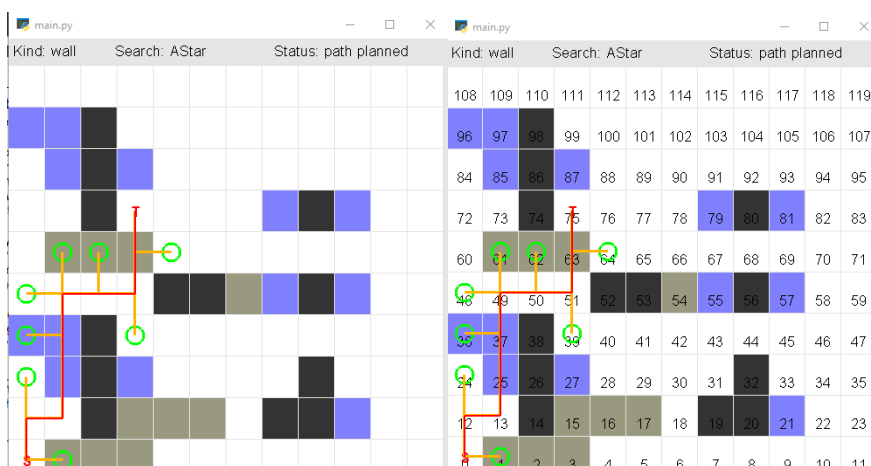 main.py
main.py
Kind: wall Search: AStar Status: path planned
Kind: wall Search: AStar Status: path planned
108 109 110 111 112 113 114 115 116 117 118 119
96 97 98 99 100 101 102 103 104 105 106 107
84 85 86 87 88 89 90 91 92 93 94 95
T
72 73 74 75 76 77 78 79 80 81 82 83
60 61 62 63 64 65 66 67 68 69 70 71
48 49 50 51 52 53 54 55 56 57 58 59
36 37 38 39 40 41 42 43 44 45 46 47
24 25 26 27 28 29 30 31 32 33 34 35
12 13 14 15 16 17 18 19 20 21 22 23
S
0 1 2 3 4 5 6 7 8 9 10 11